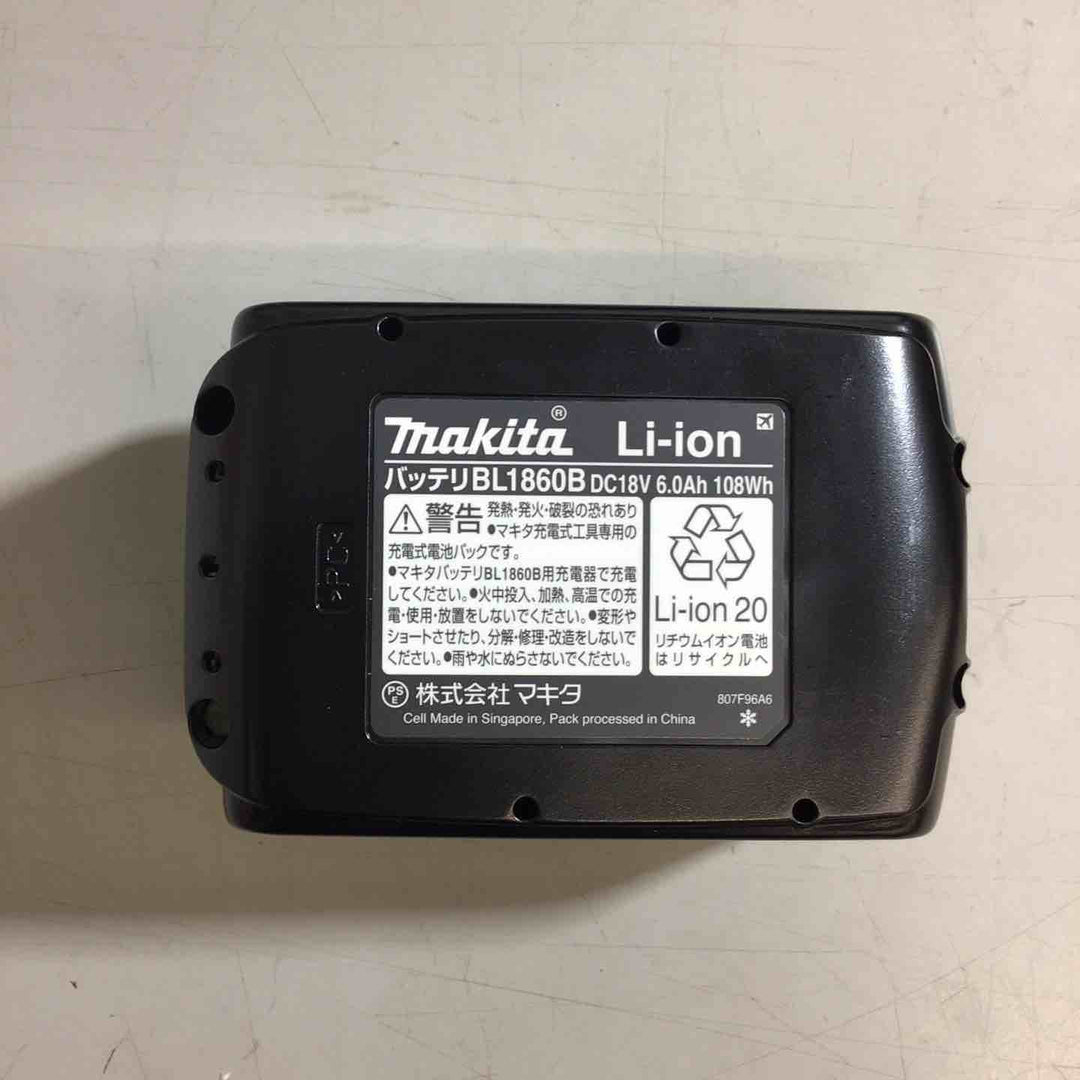 makita® Li-ion
バッテリBL1860B DC18V 6.0Ah 108Wh
警告 発熱・発火・破裂の恐れあり
●マキタ充電式工具専用の
充電式電池パックです。
●マキタバッテリBL1860B用充電器で充電
してください。●火中投入、加熱、高温での充
電・使用・放置をしないでください。●変形や
ショートさせたり、分解・修理・改造をしないで
ください。●雨や水にぬらさないでください。
Li-ion 20
リチウムイオン電池
はリサイクルへ
PSE 株式会社マキタ
807F96A6
Cell Made in Singapore, Pack processed in China
>PC<